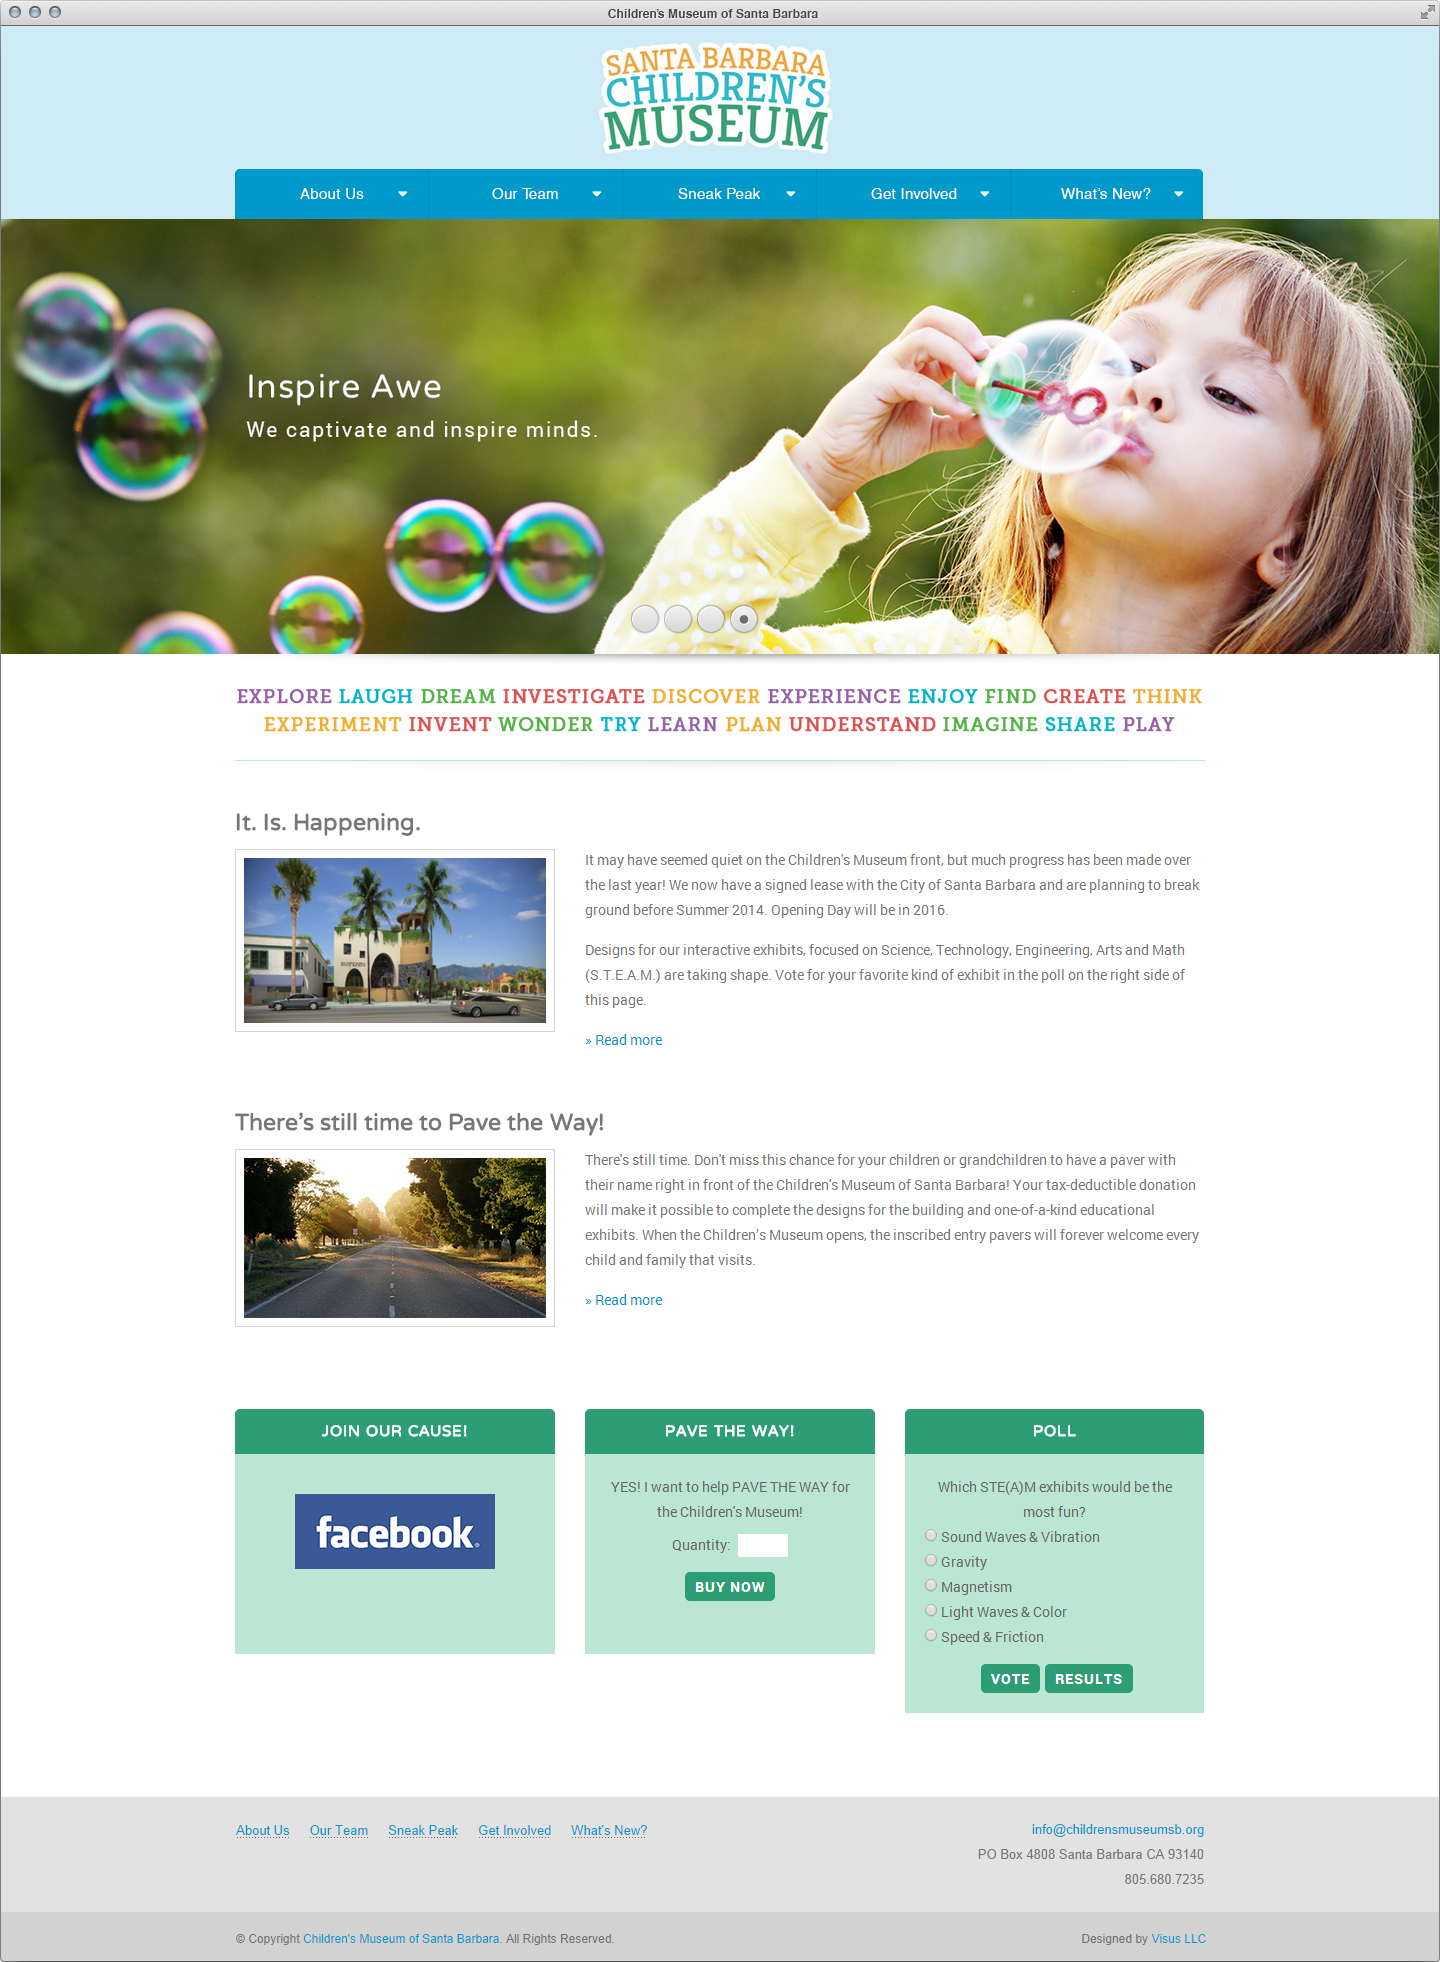 Children's Museum of Santa Barbara
SANTA BARBARA
CHILDREN'S
MUSEUM
About Us
Our Team
Sneak Peak
Get Involved
What's New?
Inspire Awe
We captivate and inspire minds.
EXPLORE LAUGH DREAM INVESTIGATE DISCOVER EXPERIENCE ENJOY FIND CREATE THINK
EXPERIMENT INVENT WONDER TRY LEARN PLAN UNDERSTAND IMAGINE SHARE PLAY
It. Is. Happening.
It may have seemed quiet on the Children's Museum front, but much progress has been made over
the last year! We now have a signed lease with the City of Santa Barbara and are planning to break
ground before Summer 2014. Opening Day will be in 2016.
Designs for our interactive exhibits, focused on Science, Technology, Engineering, Arts and Math
(S.T.E.A.M.) are taking shape. Vote for your favorite kind of exhibit in the poll on the right side of
this page.
» Read more
There's still time to Pave the Way!
There's still time. Don't miss this chance for your children or grandchildren to have a paver with
their name right in front of the Children's Museum of Santa Barbara! Your tax-deductible donation
will make it possible to complete the designs for the building and one-of-a-kind educational
exhibits. When the Children's Museum opens, the inscribed entry pavers will forever welcome every
child and family that visits.
» Read more
JOIN OUR CAUSE!
facebook®
PAVE THE WAY!
YES! I want to help PAVE THE WAY for
the Children's Museum!
Quantity:
BUY NOW
POLL
Which STE(A)M exhibits would be the
most fun?
Sound Waves & Vibration
Gravity
Magnetism
Light Waves & Color
Speed & Friction
VOTE RESULTS
About Us Our Team Sneak Peak Get Involved What's New?
info@childrensmuseumsb.org
PO Box 4808 Santa Barbara CA 93140
805.680.7235
© Copyright Children's Museum of Santa Barbara. All Rights Reserved.
Designed by Visus LLC